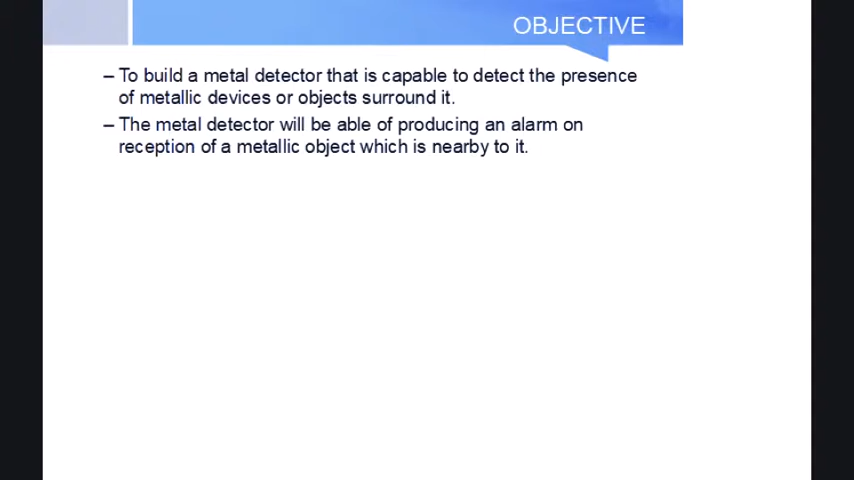 OBJECTIVE
– To build a metal detector that is capable to detect the presence
of metallic devices or objects surround it.
– The metal detector will be able of producing an alarm on
reception of a metallic object which is nearby to it.